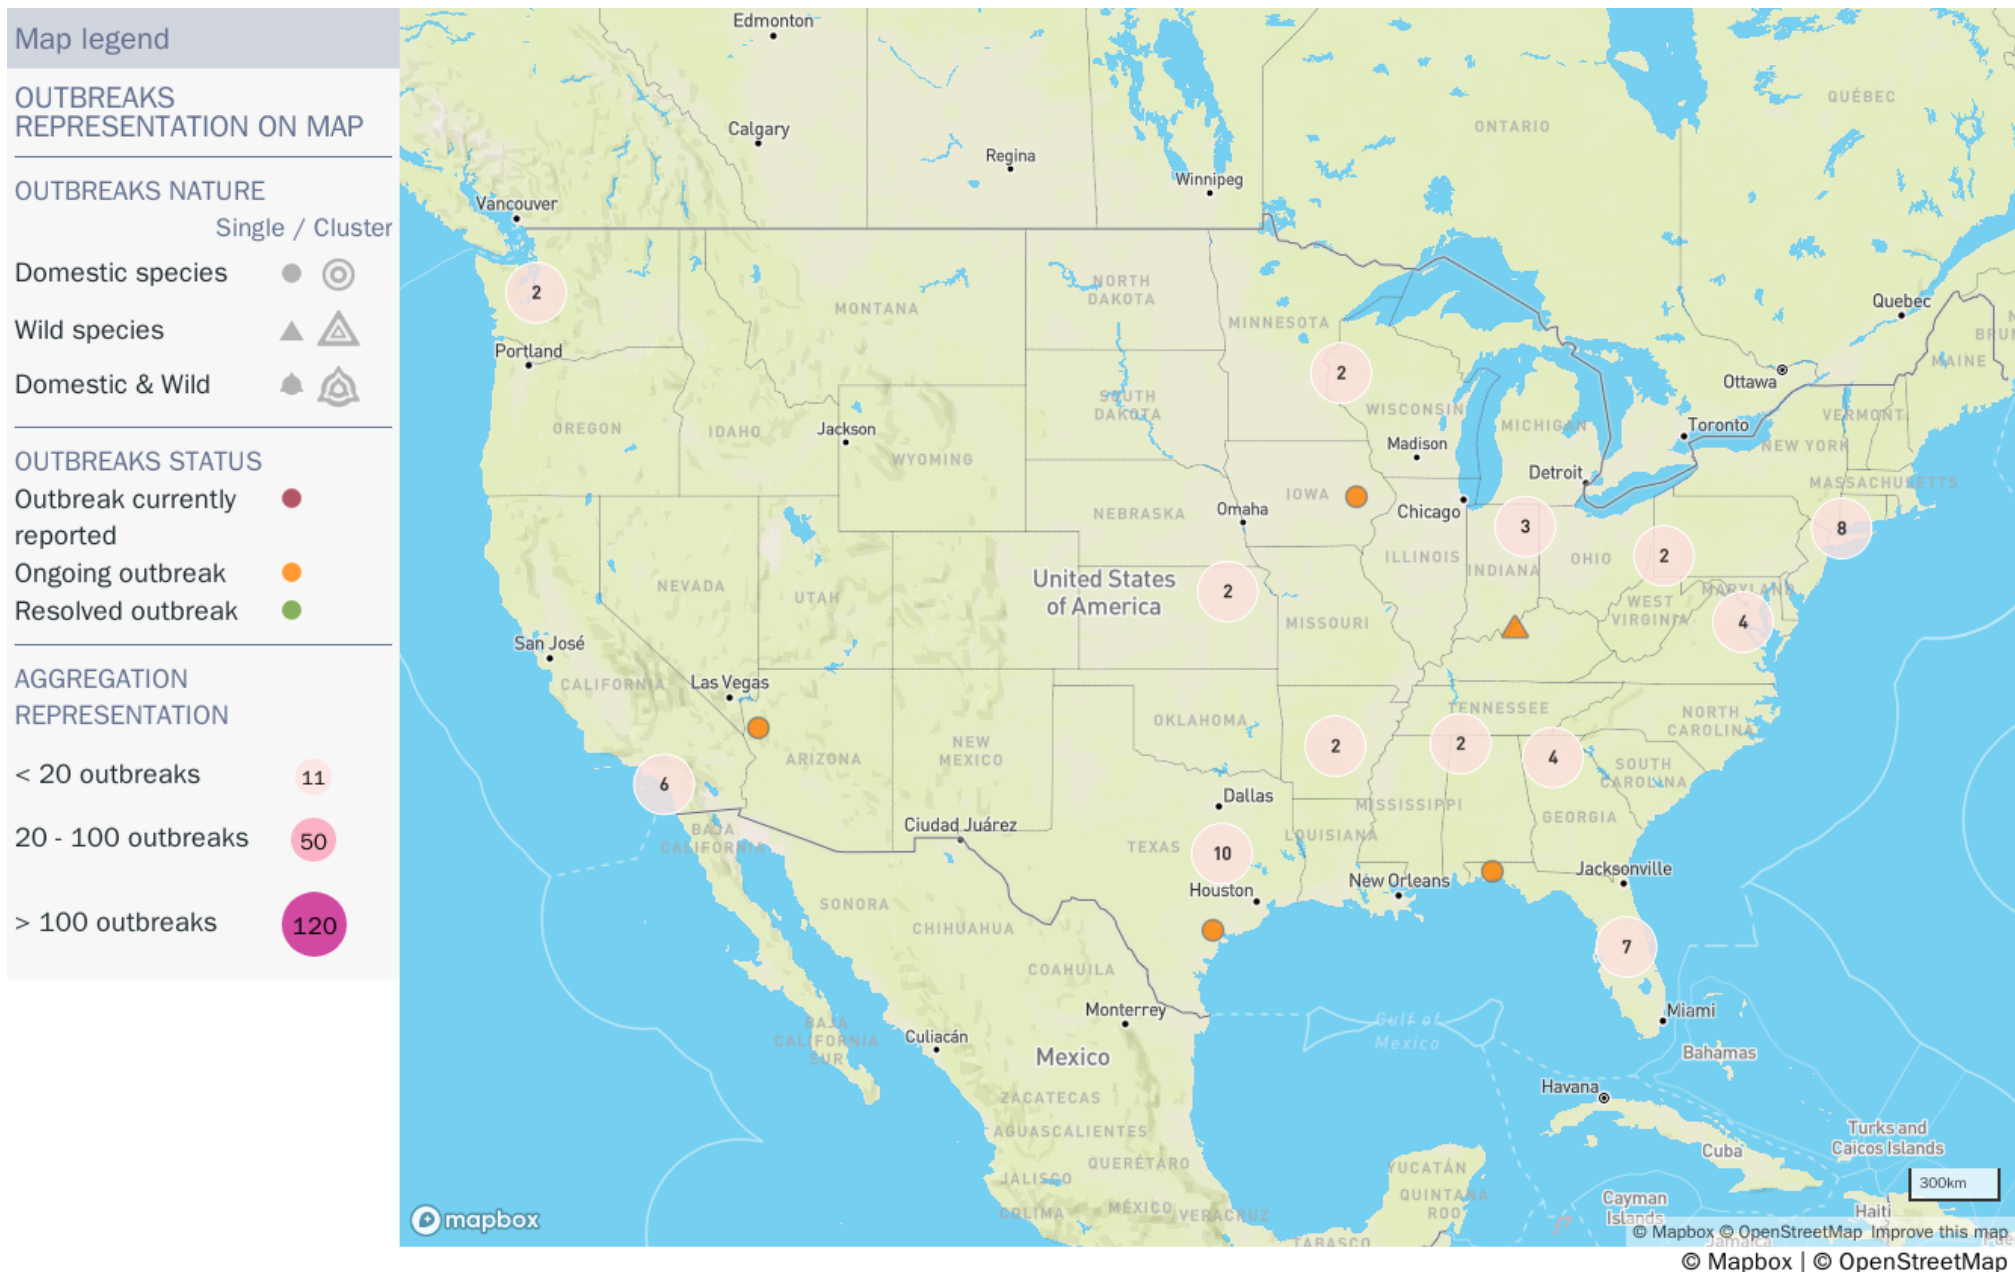 Map legend
OUTBREAKS
REPRESENTATION ON MAP
OUTBREAKS NATURE
Single / Cluster
Domestic species
Wild species
Domestic & Wild
OUTBREAKS STATUS
Outbreak currently
reported
Ongoing outbreak
Resolved outbreak
AGGREGATION
REPRESENTATION
< 20 outbreaks
11
20 - 100 outbreaks
50
> 100 outbreaks
120
Edmonton
Calgary
Regina
Winnipeg
ONTARIO
QUÉBEC
Vancouver
2
Portland
MONTANA
NORTH
DAKOTA
MINNESOTA
Quebec
MAINE
Ottawa
2
SOUTH
DAKOTA
WISCONSIN
MICHIGAN
Toronto
VERMONT
NEW YORK
OREGON
IDAHO
Jackson
WYOMING
Madison
Detroit
MASSACHUSETTS
IOWA
Chicago
NEBRASKA
Omaha
3
2
8
ILLINOIS
INDIANA
OHIO
NEVADA
UTAH
United States
of America
2
MARYLAND
WEST
VIRGINIA
4
MISSOURI
San José
CALIFORNIA
Las Vegas
TENNESSEE
NORTH
CAROLINA
OKLAHOMA
ARIZONA
NEW
MEXICO
2
2
4
SOUTH
CAROLINA
6
Dallas
MISSISSIPPI
GEORGIA
BAJA
CALIFORNIA
Ciudad Juárez
TEXAS
10
LOUISIANA
Houston
New Orleans
Jacksonville
SONORA
CHIHUAHUA
7
COAHUILA
Monterrey
Gulf of
Mexico
Miami
BAJA
CALIFORNIA
SUR
Culiacán
Mexico
Bahamas
Havana
ZACATECAS
AGUASCALIENTES
Turks and
Caicos Islands
Cuba
QUERÉTARO
YUCATÁN
JALISCO
QUINTANA
ROO
300km
COLIMA
MÉXICO
VERACRUZ
Cayman
Islands
Haiti
mapbox
TABASCO
Jamaica
© Mapbox © OpenStreetMap Improve this map
© Mapbox | © OpenStreetMap